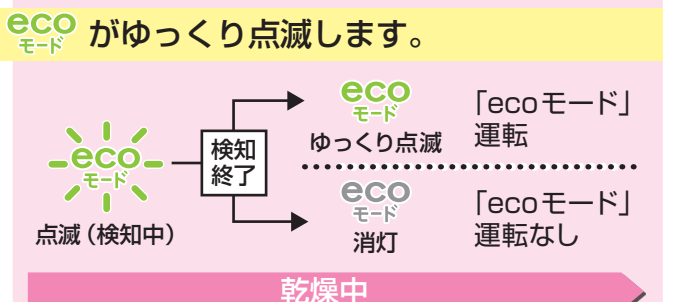 eco モード がゆっくり点滅します。
eco
モード
点滅(検知中)
検知
終了
eco
モード
ゆっくり点滅
「ecoモード」
運転
eco
モード
消灯
「ecoモード」
運転なし
乾燥中